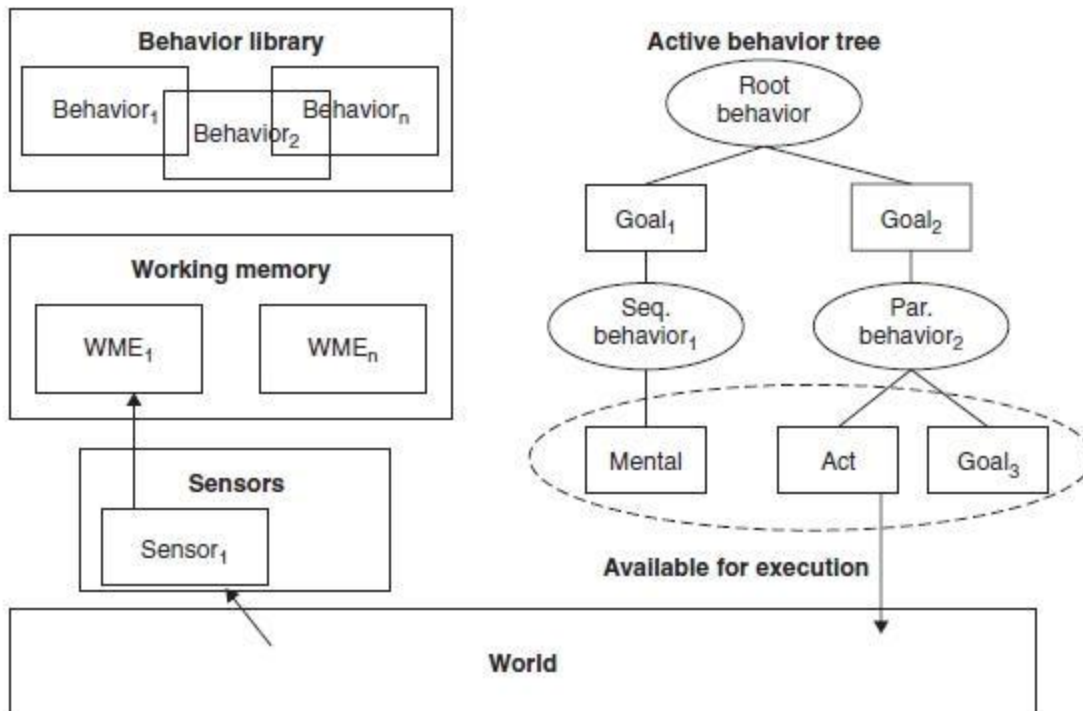 Behavior library
Behavior₁
Behavior₂
Behaviorₙ
Working memory
WME₁
WMEₙ
Sensors
Sensor₁
Active behavior tree
Root
behavior
Goal₁
Goal₂
Seq.
behavior₁
Par.
behavior₂
Mental
Act
Goal₃
Available for execution
World